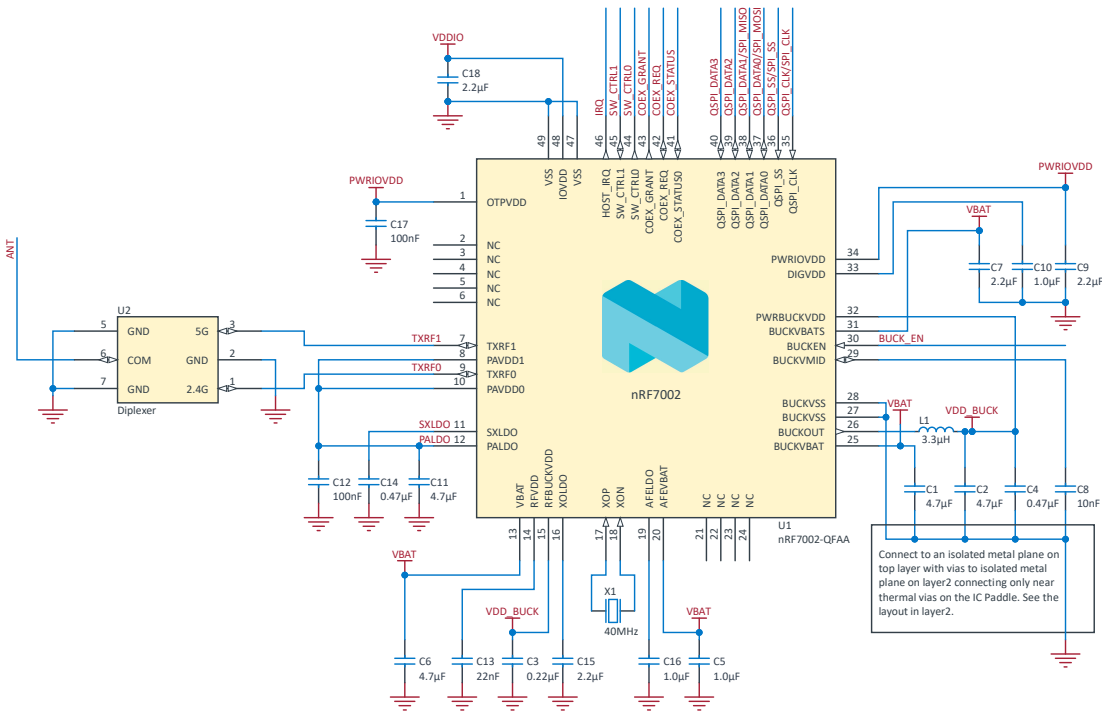 VDDIO
C18
2.2µF
IRQ
SW_CTRL1
SW_CTRL0
COEX_GRANT
COEX_REQ
COEX_STATUS
QSPI_DATA3
QSPI_DATA2
QSPI_DATA1/SPI_MISO
QSPI_DATA0/SPI_MOSI
QSPI_SS/SPI_SS
QSPI_CLK/SPI_CLK
49
48
47
46
45
44
43
42
41
40
39
38
37
36
35
VSS
IOVDD
VSS
HOST_IRQ
SW_CTRL1
SW_CTRL0
COEX_GRANT
COEX_REQ
COEX_STATUS0
QSPI_DATA3
QSPI_DATA2
QSPI_DATA1
QSPI_DATA0
QSPI_SS
QSPI_CLK
PWRIOVDD
C17
100nF
1
OTPVDD
2
NC
3
NC
4
NC
5
NC
6
NC
ANT
U2
5
GND
5G
3
6
COM
GND
2
7
GND
2.4G
1
Diplexer
TXRF1
7
TXRF1
8
PAVDD1
TXRF0
9
TXRF0
10
PAVDD0
SXLDO
11
SXLDO
PALDO
12
PALDO
C12
100nF
C14
0.47µF
C11
4.7µF
nRF7002
PWRIOVDD
VBAT
C7
2.2µF
C10
1.0µF
C9
2.2µF
PWRIOVDD
34
DIGVDD
33
PWRBUCKVDD
32
BUCKVBATS
31
BUCKEN
30
BUCK_EN
BUCKVMID
29
BUCKVSS
28
BUCKVSS
27
BUCKOUT
26
BUCKVBAT
25
VBAT
L1
3.3µH
VDD_BUCK
C1
4.7µF
C2
4.7µF
C4
0.47µF
C8
10nF
VBAT
RFVDD
RFBUCKVDD
XOLDO
XOP
XON
AFELDO
AFEVBAT
NC
NC
NC
NC
13
14
15
16
17
18
19
20
21
22
23
24
U1
nRF7002-QFAA
Connect to an isolated metal plane on
top layer with vias to isolated metal
plane on layer2 connecting only near
thermal vias on the IC Paddle. See the
layout in layer2.
VBAT
C6
4.7µF
C13
22nF
VDD_BUCK
C3
0.22µF
C15
2.2µF
X1
40MHz
C16
1.0µF
VBAT
C5
1.0µF